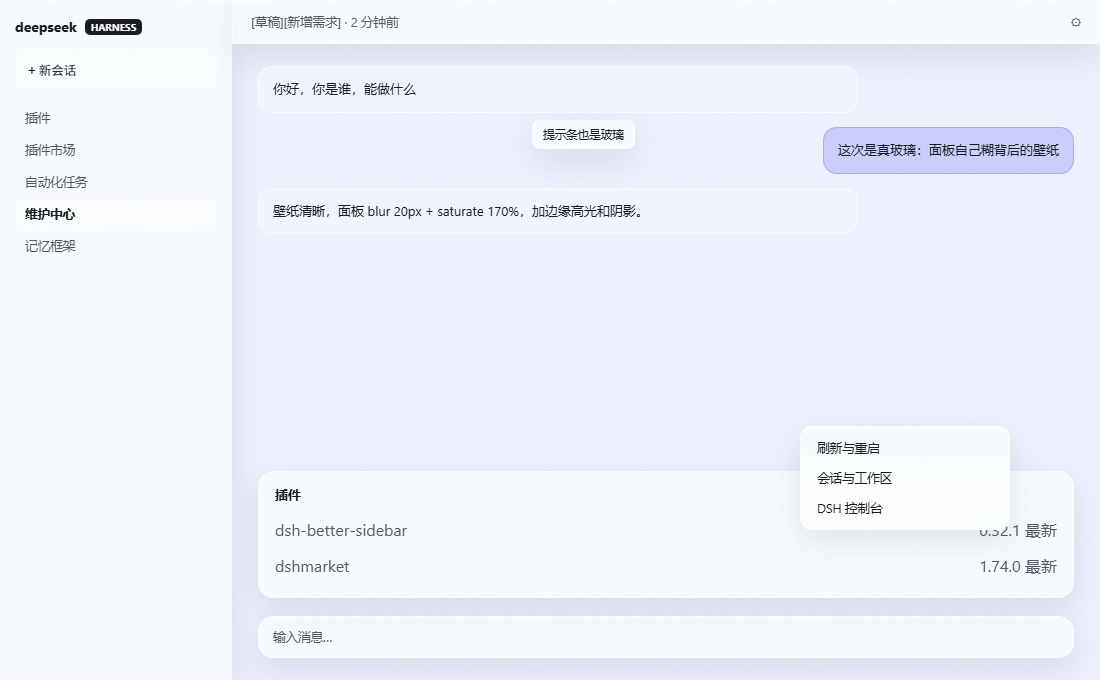 deepseek HARNESS
+ 新会话
插件
插件市场
自动化任务
维护中心
记忆框架
[草稿][新增需求] · 2 分钟前
你好，你是谁，能做什么
提示条也是玻璃
这次是真玻璃：面板自己糊背后的壁纸
壁纸清晰，面板 blur 20px + saturate 170%，加边缘高光和阴影。
刷新与重启
会话与工作区
DSH 控制台
插件
dsh-better-sidebar
0.32.1 最新
dshmarket
1.74.0 最新
输入消息...